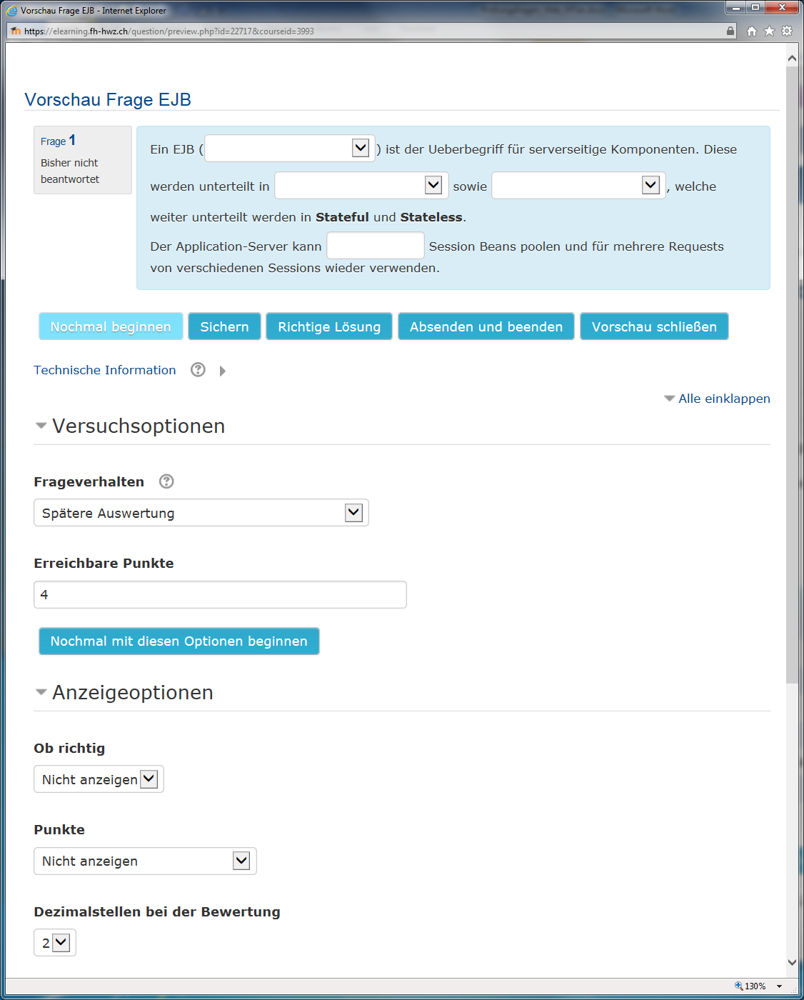 Vorschau Frage EJB - Internet Explorer
https://elearning.fh-hwz.ch/question/preview.php?id=22717&courseid=3993
Vorschau Frage EJB
Frage 1
Bisher nicht
beantwortet
Ein EJB ( ) ist der Ueberbegriff für serverseitige Komponenten. Diese
werden unterteilt in sowie , welche
weiter unterteilt werden in Stateful und Stateless.
Der Application-Server kann Session Beans poolen und für mehrere Requests
von verschiedenen Sessions wieder verwenden.
Nochmal beginnen Sichern Richtige Lösung Absenden und beenden Vorschau schließen
Technische Information
Alle einklappen
Versuchsoptionen
Frageverhalten
Spätere Auswertung
Erreichbare Punkte
4
Nochmal mit diesen Optionen beginnen
Anzeigeoptionen
Ob richtig
Nicht anzeigen
Punkte
Nicht anzeigen
Dezimalstellen bei der Bewertung
2
130%